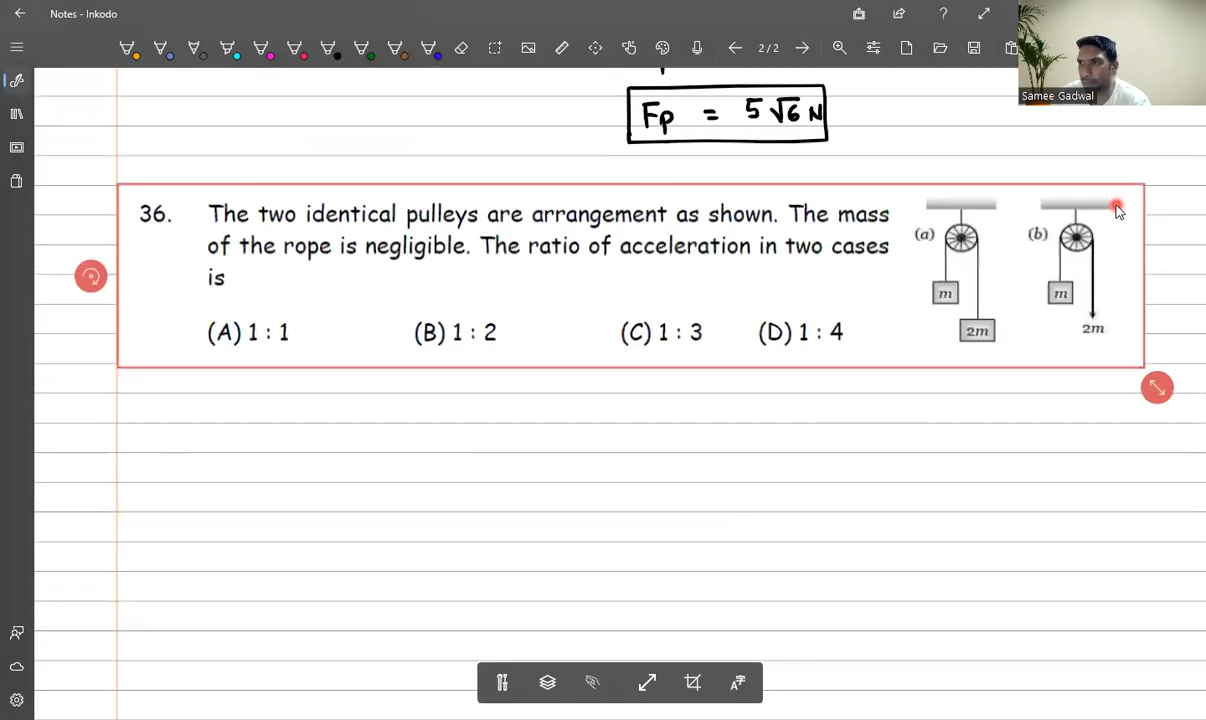 Notes - Inkodo
2/2
Samee Gadwal
Fp = 5 √6 N
36. The two identical pulleys are arrangement as shown. The mass
of the rope is negligible. The ratio of acceleration in two cases
is
(A) 1 : 1 (B) 1 : 2 (C) 1 : 3 (D) 1 : 4
(a) (b)
m m
2m 2m